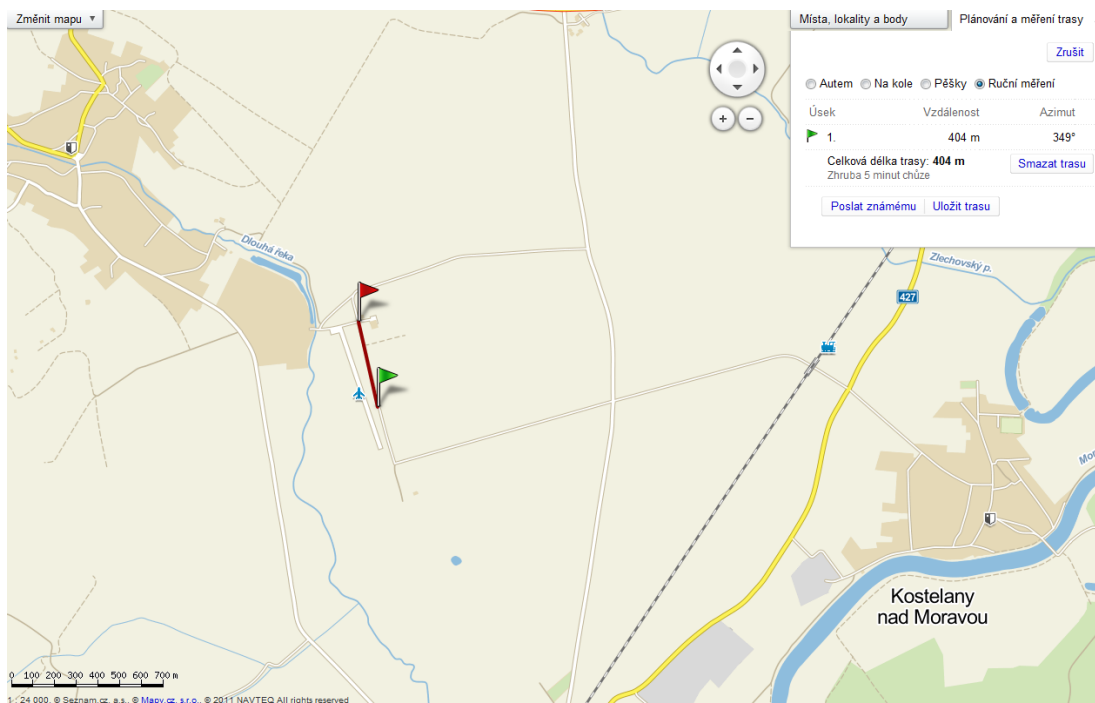 Změnit mapu ▼
Místa, lokality a body
Plánování a měření trasy
Zrušit
Autem Na kole Pěšky Ruční měření
Úsek Vzdálenost Azimut
1. 404 m 349°
Celková délka trasy: 404 m
Zhruba 5 minut chůze
Smazat trasu
Poslat známému Uložit trasu
Dlouhá řeka
Zlechovský p.
427
Kostelany
nad Moravou
0 100 200 300 400 500 600 700 m
1 : 24 000, © Seznam.cz, a.s., © Mapy.cz, s.r.o., © 2011 NAVTEQ All rights reserved